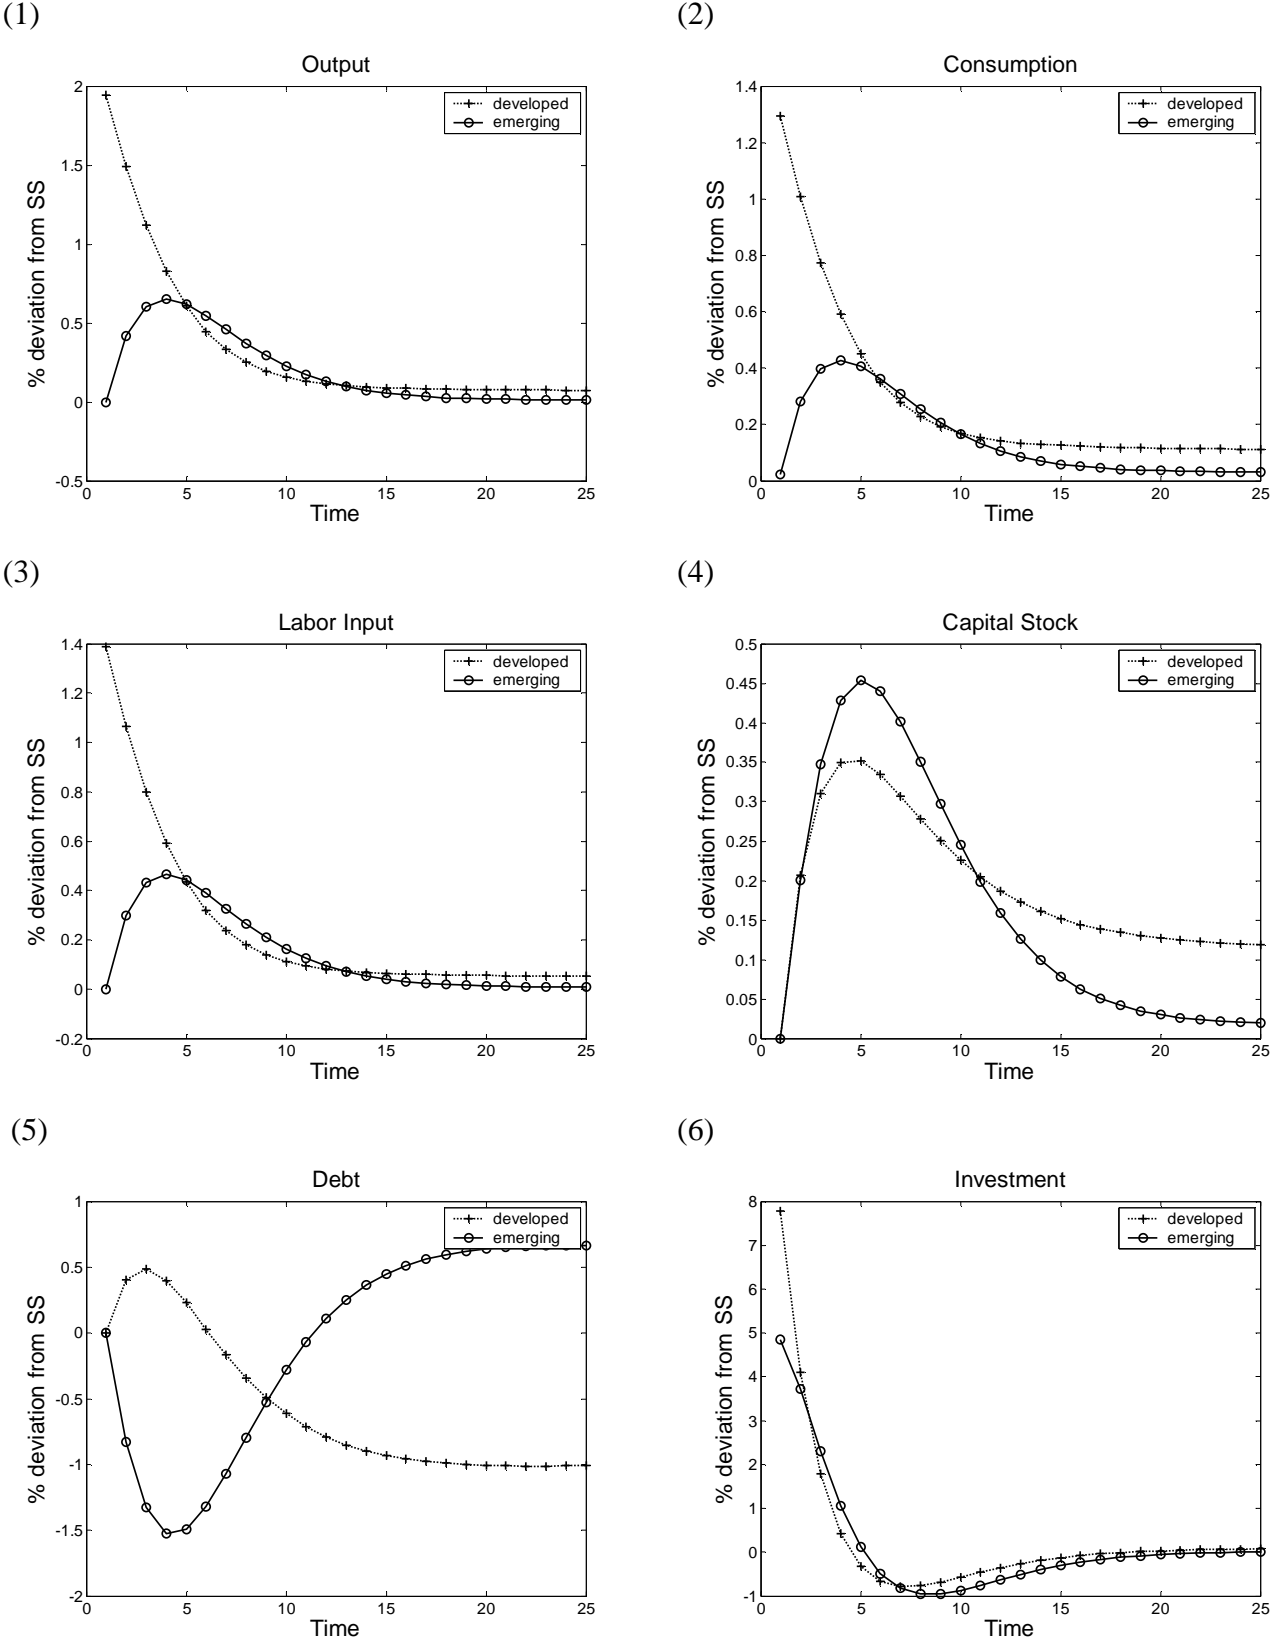 (1)
Output
developed
emerging
% deviation from SS
2
1.5
1
0.5
0
-0.5
0 5 10 15 20 25
Time
(2)
Consumption
developed
emerging
% deviation from SS
1.4
1.2
1
0.8
0.6
0.4
0.2
0
0 5 10 15 20 25
Time
(3)
Labor Input
developed
emerging
% deviation from SS
1.4
1.2
1
0.8
0.6
0.4
0.2
0
-0.2
0 5 10 15 20 25
Time
(4)
Capital Stock
developed
emerging
% deviation from SS
0.5
0.45
0.4
0.35
0.3
0.25
0.2
0.15
0.1
0.05
0
0 5 10 15 20 25
Time
(5)
Debt
developed
emerging
% deviation from SS
1
0.5
0
-0.5
-1
-1.5
-2
0 5 10 15 20 25
Time
(6)
Investment
developed
emerging
% deviation from SS
8
7
6
5
4
3
2
1
0
-1
0 5 10 15 20 25
Time